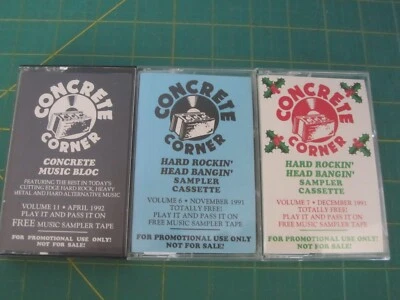 CONCRETE
CORNER
CONCRETE
MUSIC BLOC
FEATURING THE BEST IN TODAY'S
CUTTING EDGE HARD ROCK, HEAVY
METAL AND HARD ALTERNATIVE MUSIC
VOLUME 11 • APRIL 1992
PLAY IT AND PASS IT ON
FREE MUSIC SAMPLER TAPE
FOR PROMOTIONAL USE ONLY!
NOT FOR SALE!
CONCRETE
CORNER
HARD ROCKIN'
HEAD BANGIN'
SAMPLER
CASSETTE
VOLUME 6 • NOVEMBER 1991
TOTALLY FREE!
PLAY IT AND PASS IT ON
FREE MUSIC SAMPLER TAPE
FOR PROMOTIONAL USE ONLY
NOT FOR SALE!
CONCRETE
CORNER
HARD ROCKIN'
HEAD BANGIN'
SAMPLER
CASSETTE
VOLUME 7 • DECEMBER 1991
TOTALLY FREE!
PLAY IT AND PASS IT ON
FREE MUSIC SAMPLER TAPE
FOR PROMOTIONAL USE ONLY!
NOT FOR SALE!